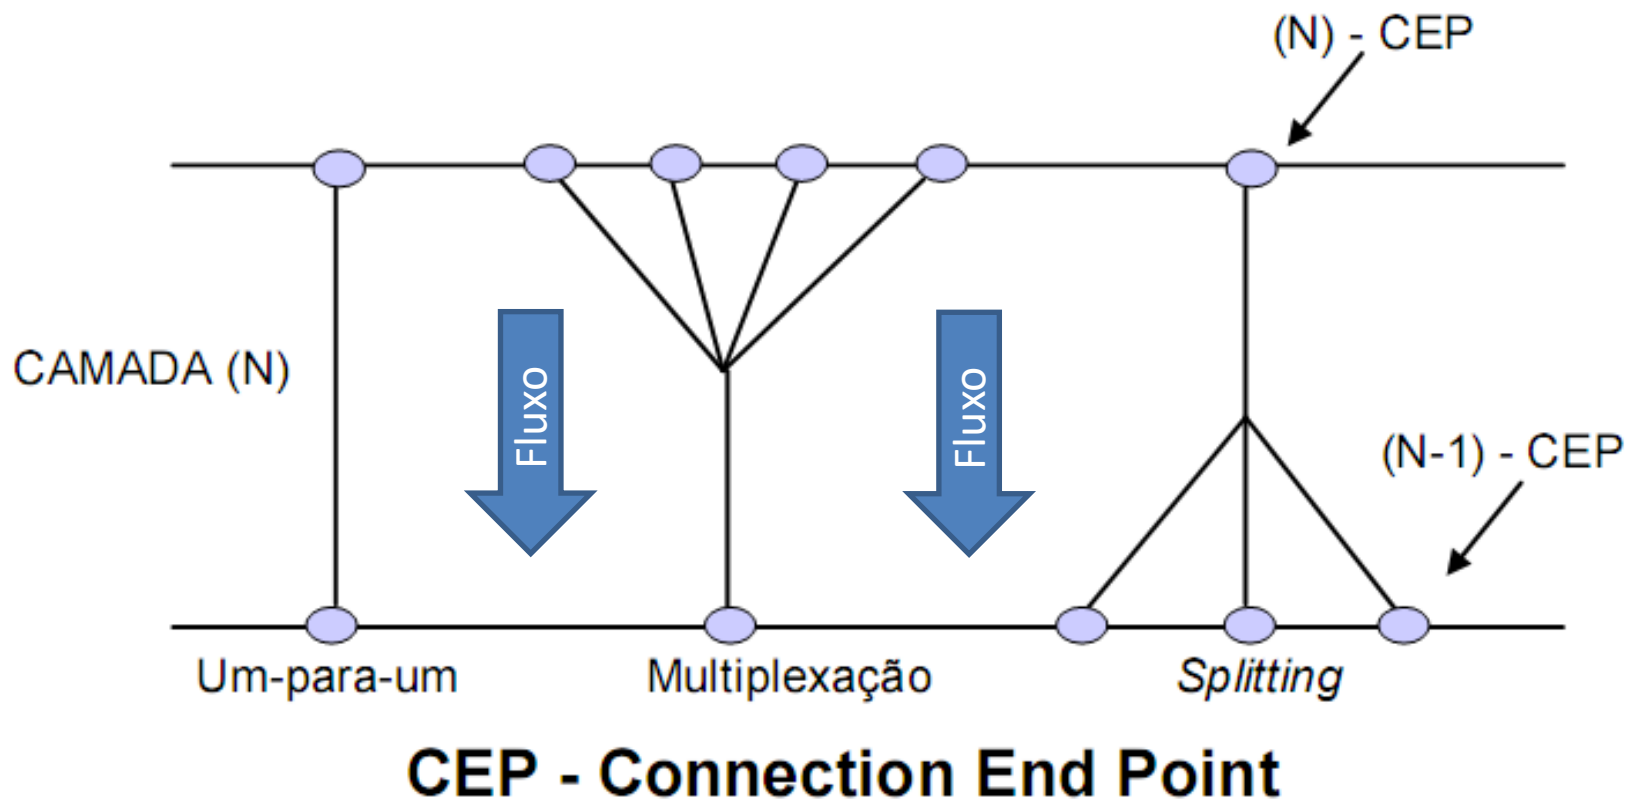 (N) - CEP
CAMADA (N)
Fluxo
Fluxo
(N-1) - CEP
Um-para-um
Multiplexação
Splitting
CEP - Connection End Point